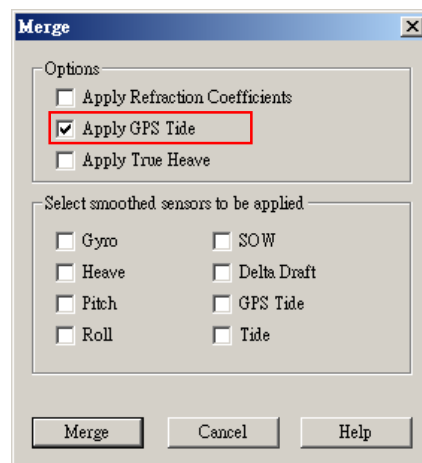 Merge
Options
Apply Refraction Coefficients
Apply GPS Tide
Apply True Heave
Select smoothed sensors to be applied
Gyro SOW
Heave Delta Draft
Pitch GPS Tide
Roll Tide
Merge Cancel Help